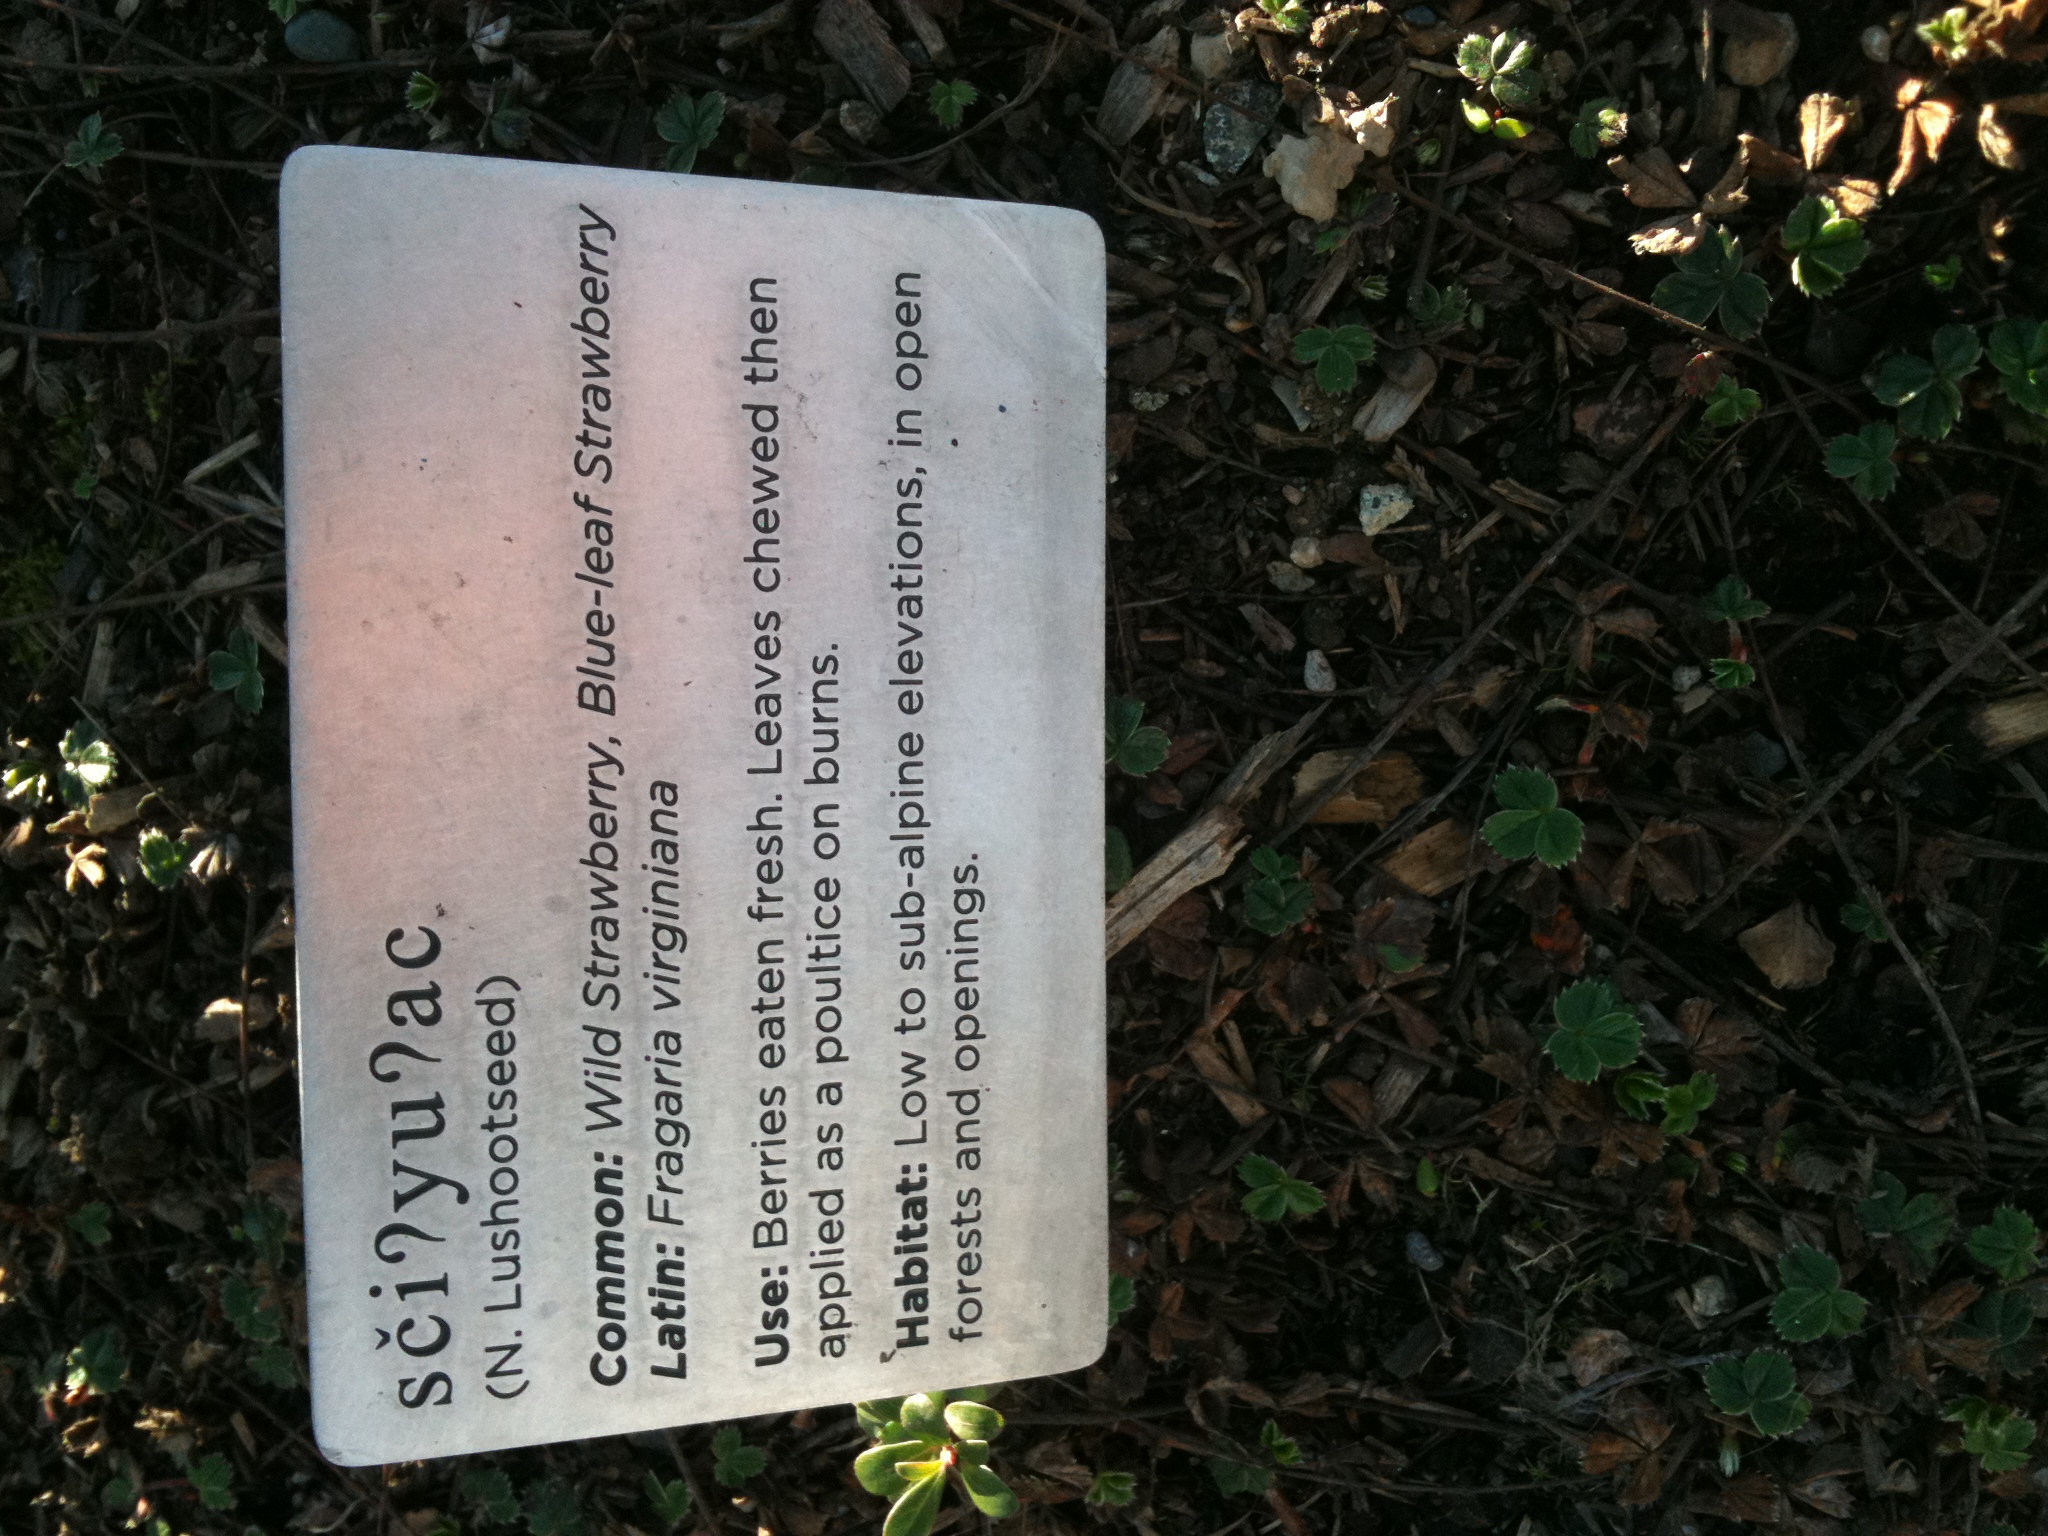 sčiʔyuʔac
(N. Lushootseed)
Common: Wild Strawberry, Blue-leaf Strawberry
Latin: Fragaria virginiana
Use: Berries eaten fresh. Leaves chewed then
applied as a poultice on burns.
Habitat: Low to sub-alpine elevations, in open
forests and openings.